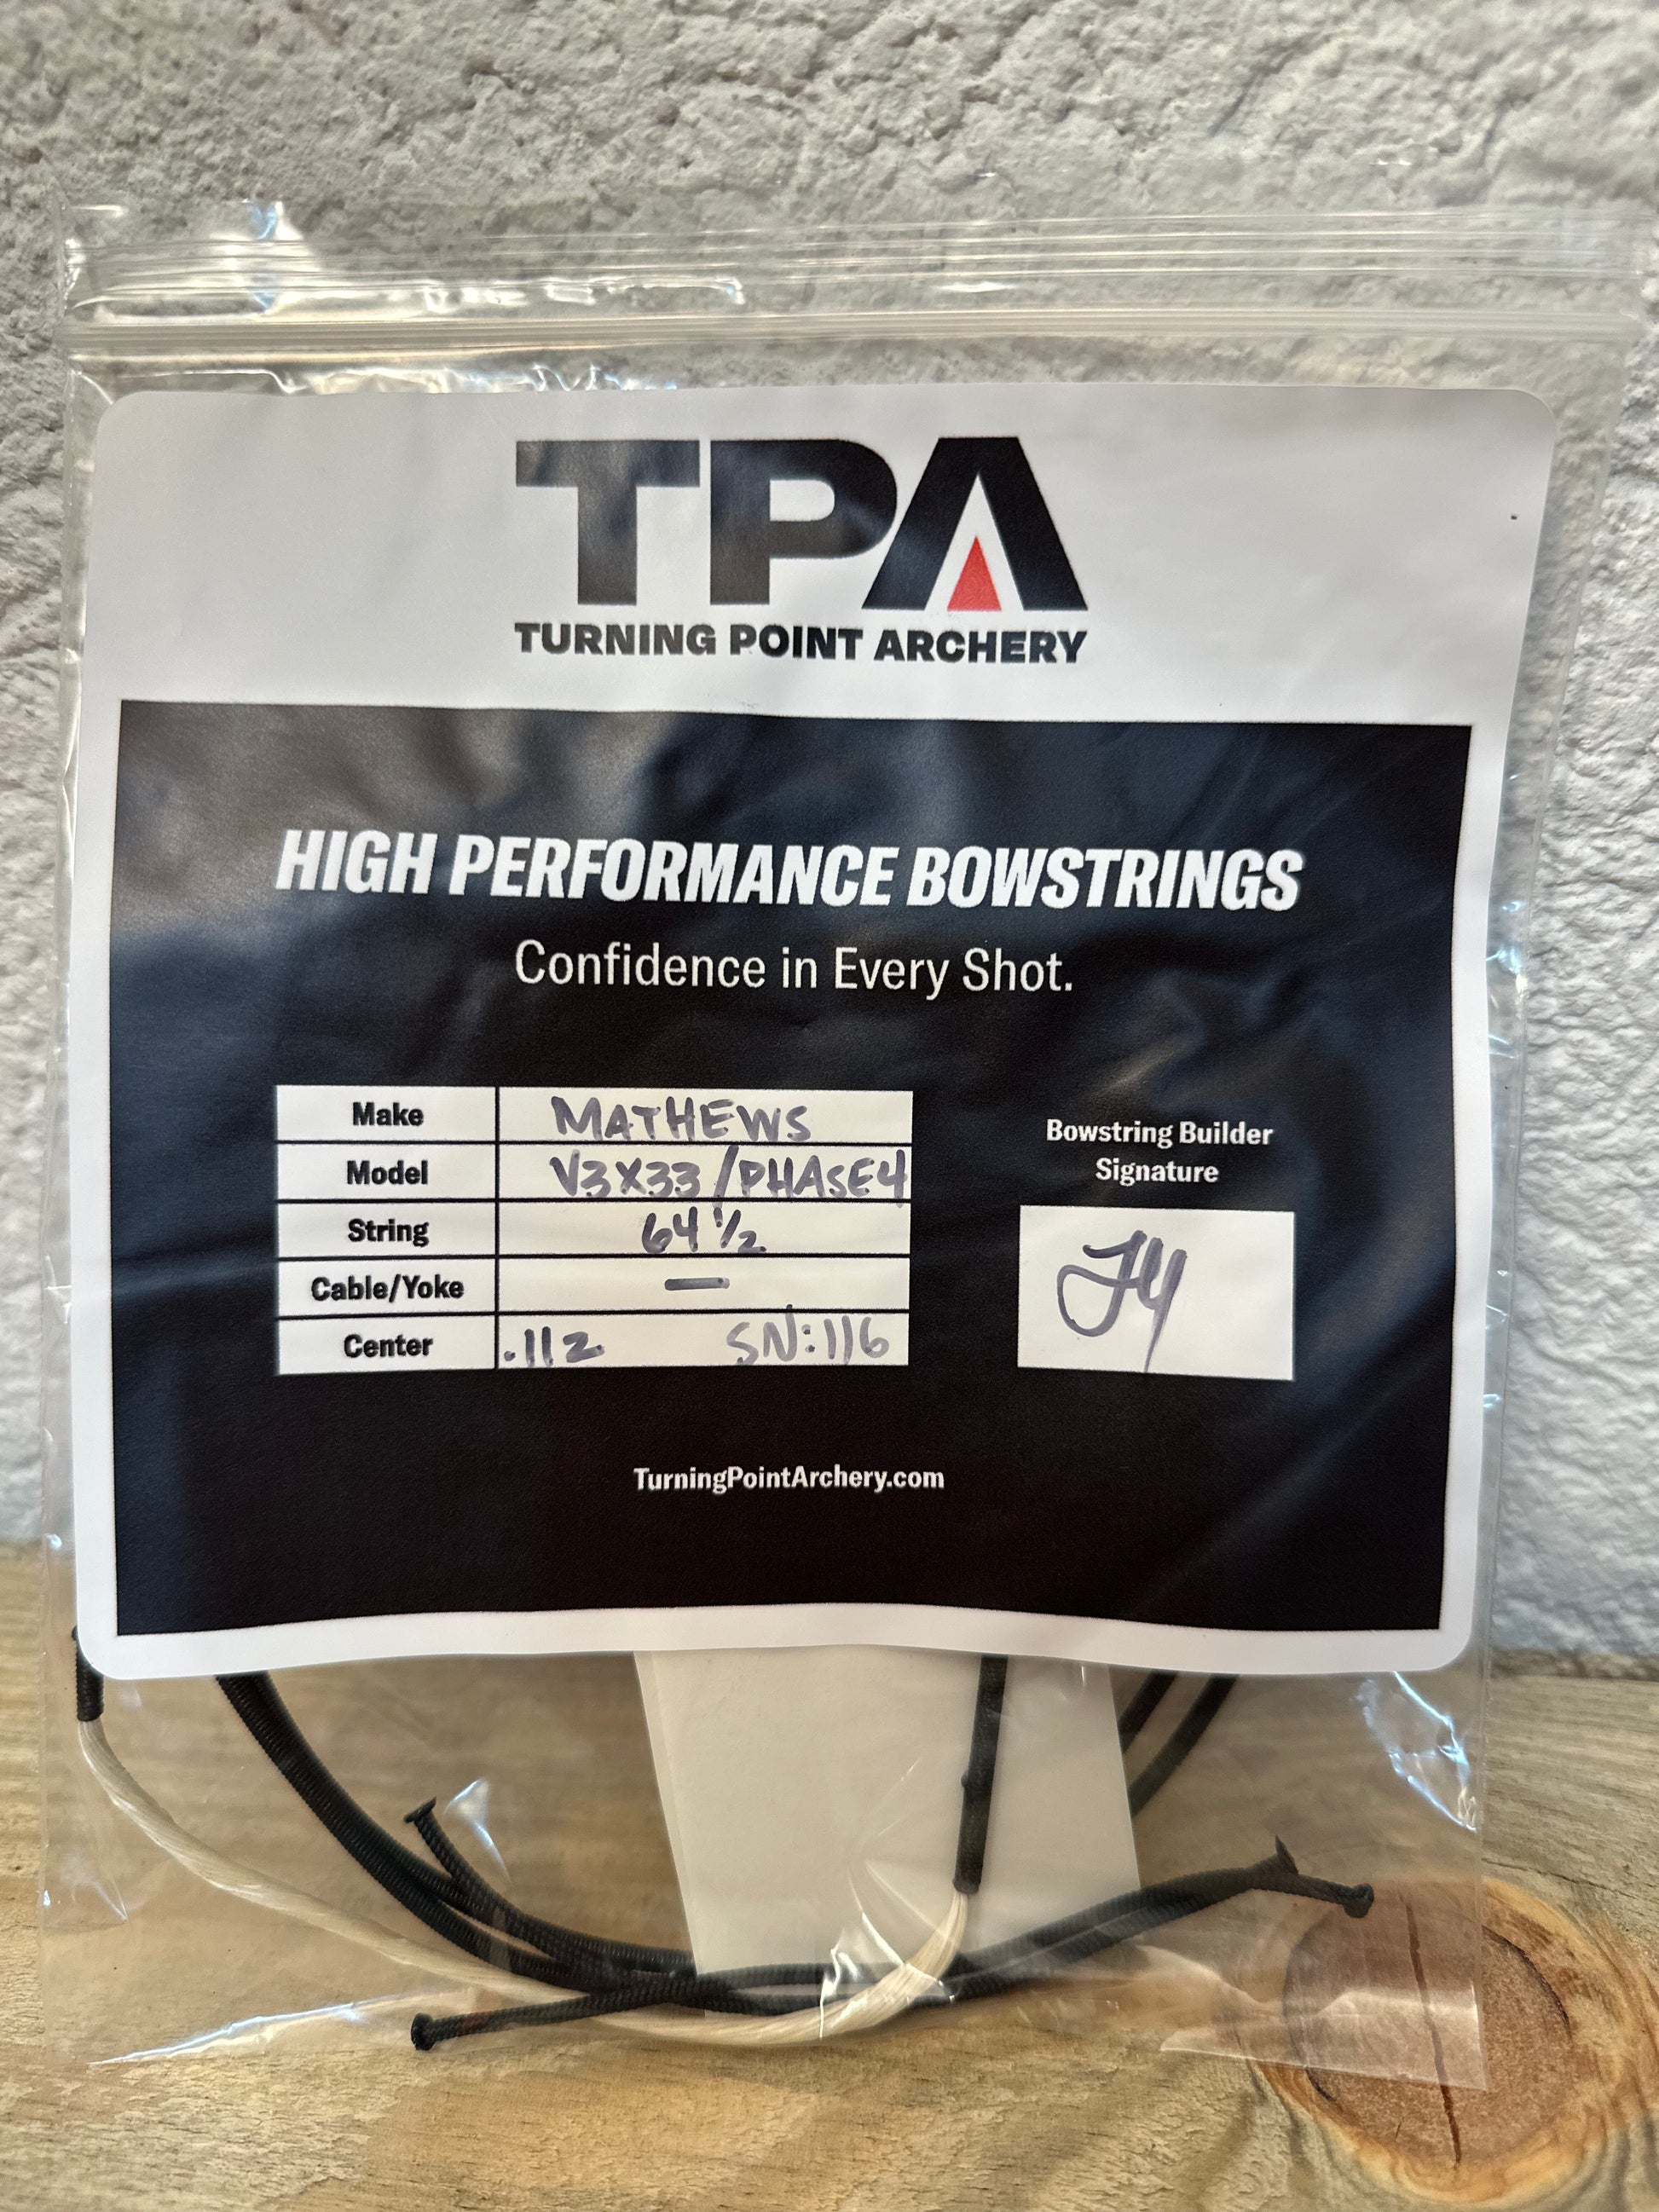 TPA
TURNING POINT ARCHERY
HIGH PERFORMANCE BOWSTRINGS
Confidence in Every Shot.
Make MATHEWS
Model V3X33/PHASE4
String 64 1/2
Cable/Yoke —
Center .112 SN:116
Bowstring Builder
Signature
TurningPointArchery.com